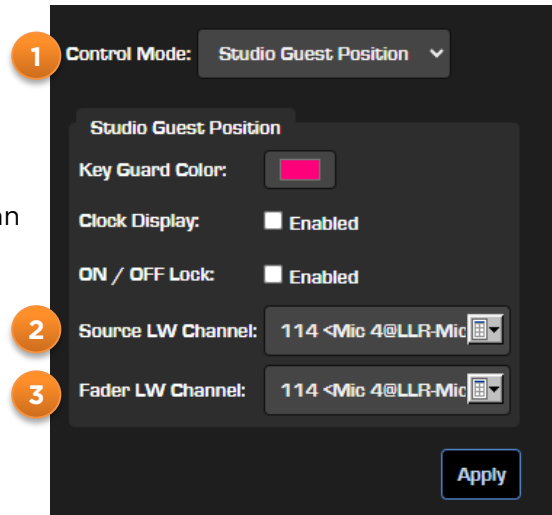 1 Control Mode: Studio Guest Position
Studio Guest Position
Key Guard Color:
Clock Display: Enabled
ON / OFF Lock: Enabled
2 Source LW Channel: 114 <Mic 4@LLR-Mic
3 Fader LW Channel: 114 <Mic 4@LLR-Mic
Apply